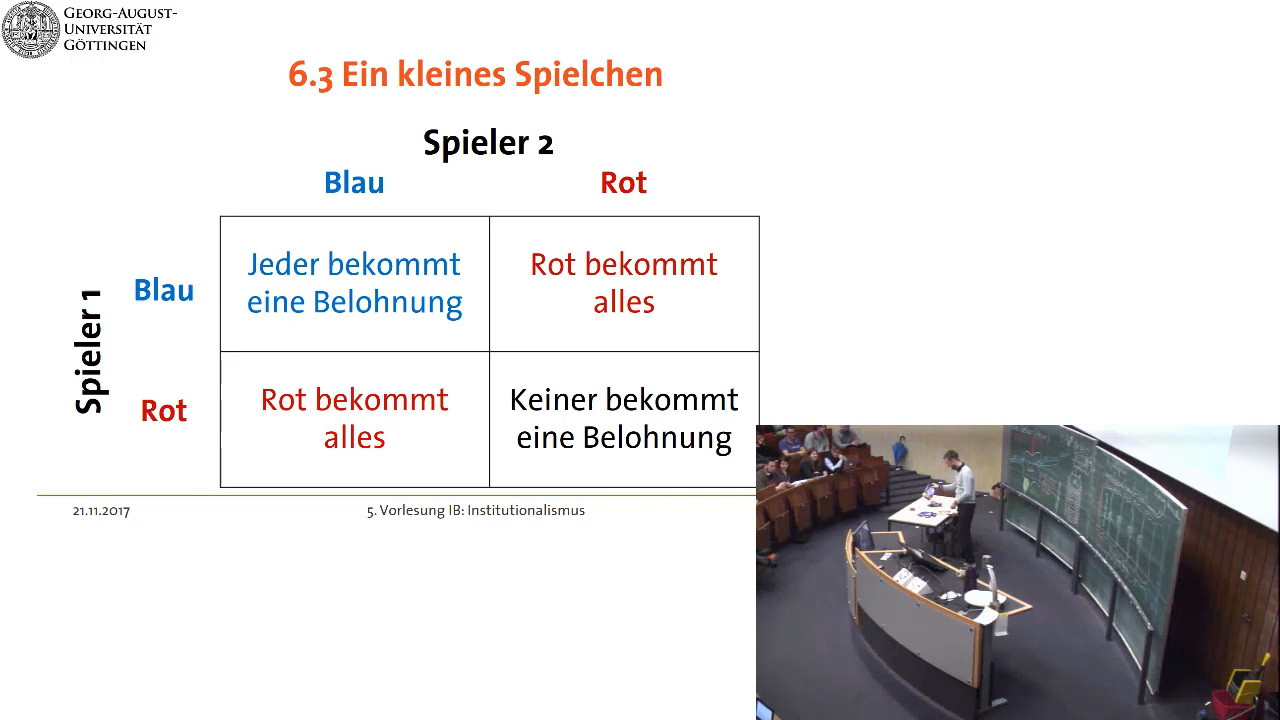 GEORG-AUGUST-
UNIVERSITÄT
GÖTTINGEN
6.3 Ein kleines Spielchen
Spieler 2
Blau
Rot
Spieler 1
Blau
Jeder bekommt
eine Belohnung
Rot bekommt
alles
Rot
Rot bekommt
alles
Keiner bekommt
eine Belohnung
21.11.2017
5. Vorlesung IB: Institutionalismus